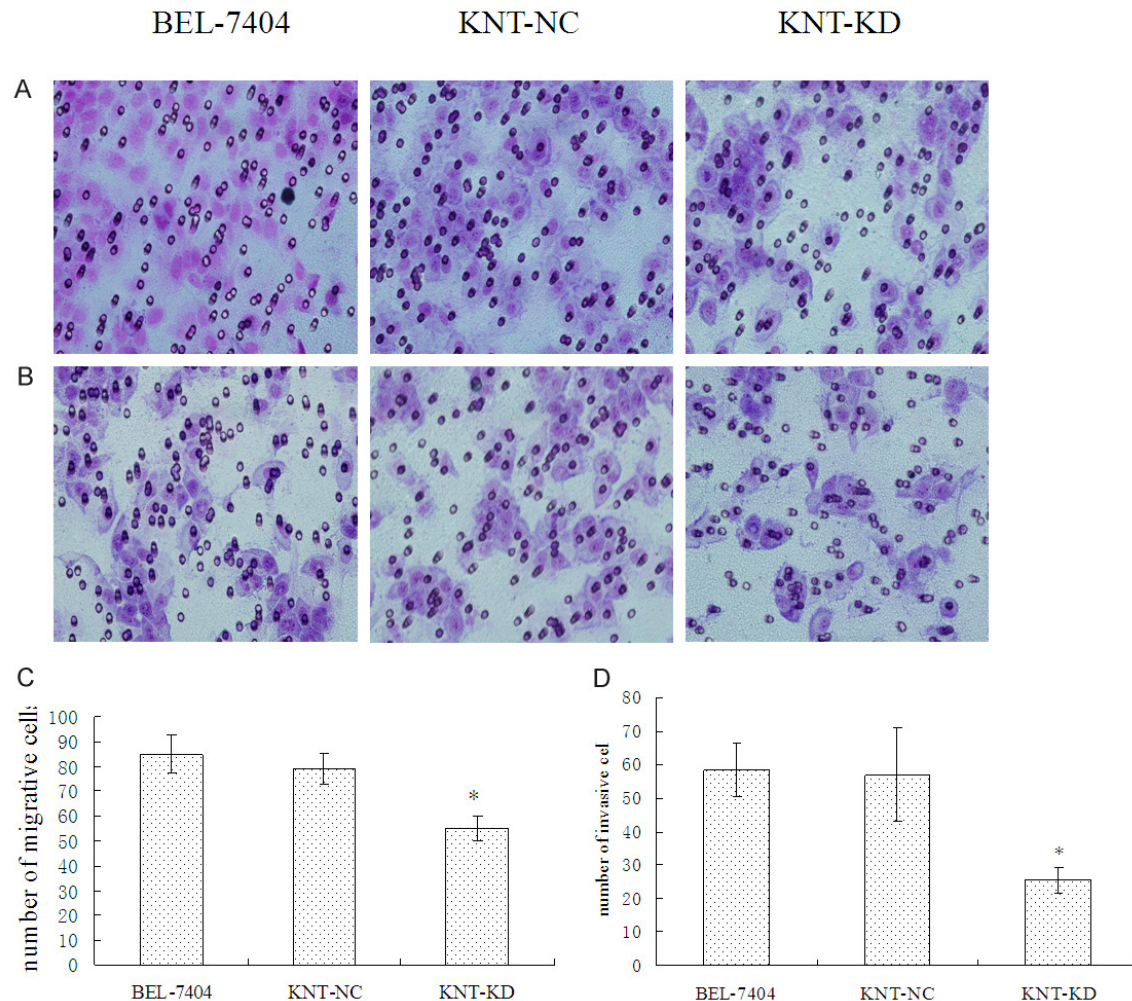 BEL-7404 KNT-NC KNT-KD
A
B
C
number of migrative cells
100
90
80
70
60
50
40
30
20
10
0
*
BEL-7404 KNT-NC KNT-KD
D
number of invasive cel
80
70
60
50
40
30
20
10
0
*
BEL-7404 KNT-NC KNT-KD